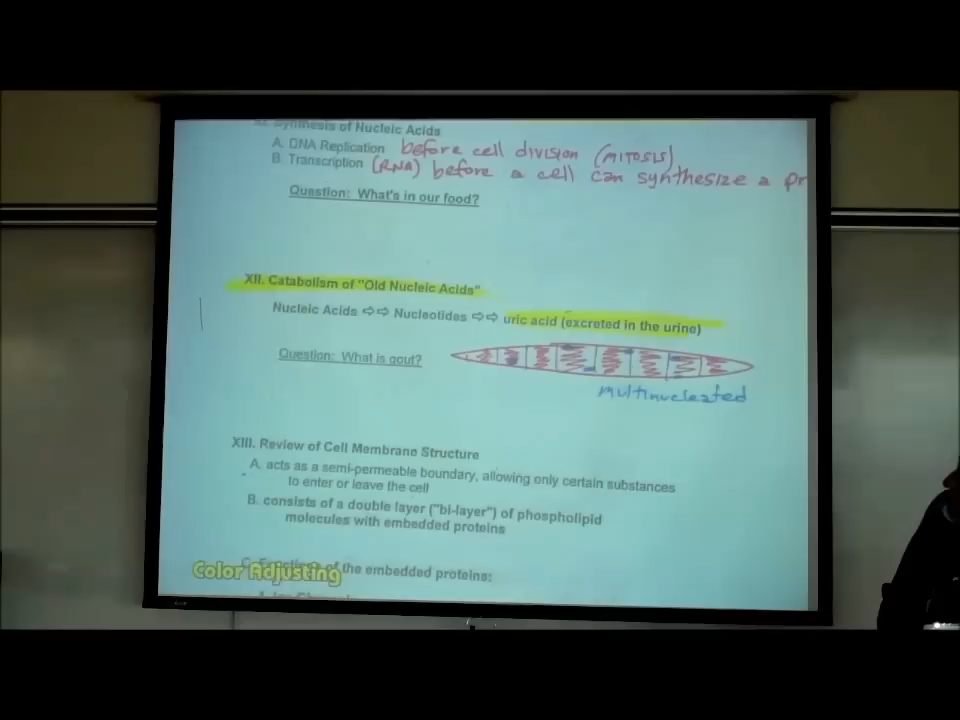 Synthesis of Nucleic Acids
A. DNA Replication before cell division (MITOSIS)
B. Transcription (RNA) before a cell can synthesize a pr
Question: What's in our food?
XII. Catabolism of "Old Nucleic Acids"
Nucleic Acids ⇨⇨ Nucleotides ⇨⇨ uric acid (excreted in the urine)
Question: What is gout?
multinucleated
XIII. Review of Cell Membrane Structure
A. acts as a semi-permeable boundary, allowing only certain substances
to enter or leave the cell
B. consists of a double layer ("bi-layer") of phospholipid
molecules with embedded proteins
of the embedded proteins:
Color Adjusting